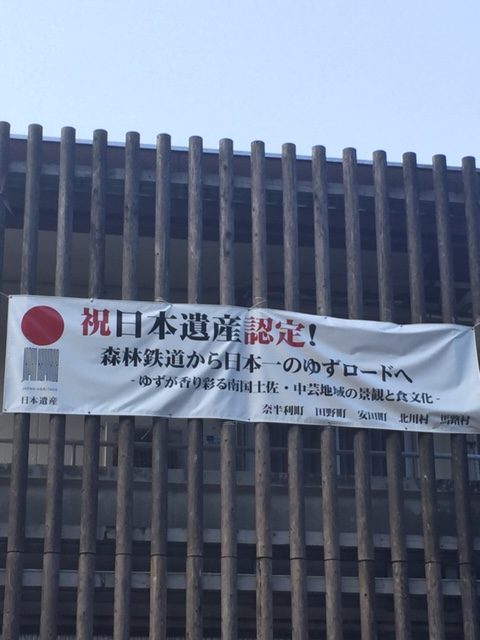 祝日本遺産認定!
森林鉄道から日本一のゆずロードへ
-ゆずが香り彩る南国土佐・中芸地域の景観と食文化-
奈半利町 田野町 安田町 北川村 馬路村
JAPAN HERITAGE
日本遺産